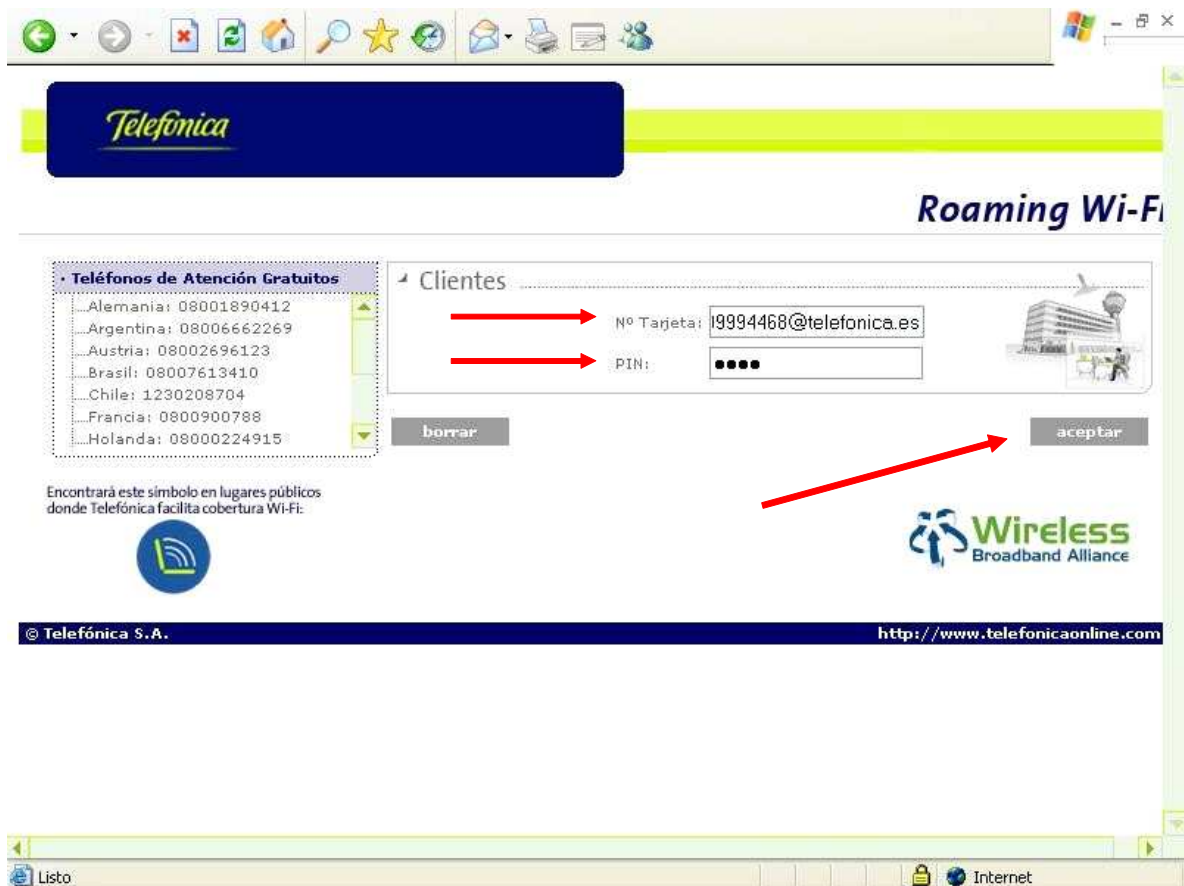 Telefónica
Roaming Wi-Fi
· Teléfonos de Atención Gratuitos
Alemania: 08001890412
Argentina: 08006662269
Austria: 08002696123
Brasil: 08007613410
Chile: 1230208704
Francia: 0800900788
Holanda: 08000224915
Clientes
Nº Tarjeta: 19994468@telefonica.es
PIN: ●●●●
borrar
aceptar
Encontrará este símbolo en lugares públicos
donde Telefónica facilita cobertura Wi-Fi:
Wireless
Broadband Alliance
© Telefónica S.A. http://www.telefonicaonline.com
Listo Internet